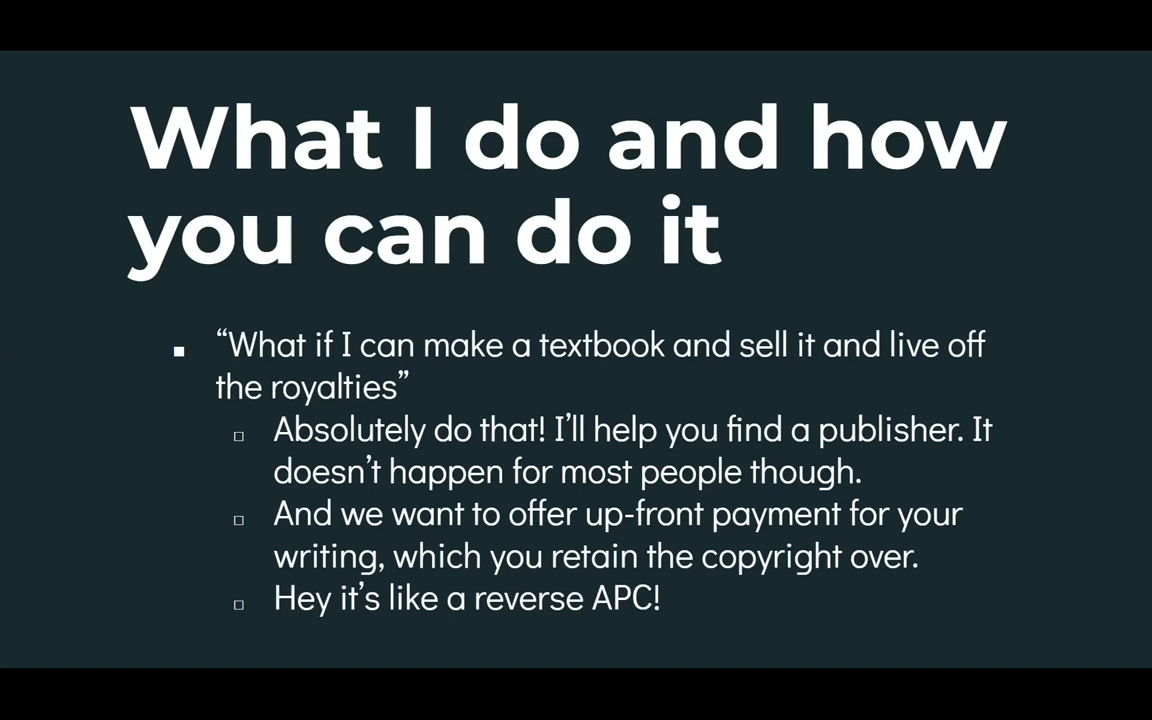 What I do and how
you can do it
“What if I can make a textbook and sell it and live off
the royalties”
Absolutely do that! I’ll help you find a publisher. It
doesn’t happen for most people though.
And we want to offer up-front payment for your
writing, which you retain the copyright over.
Hey it’s like a reverse APC!